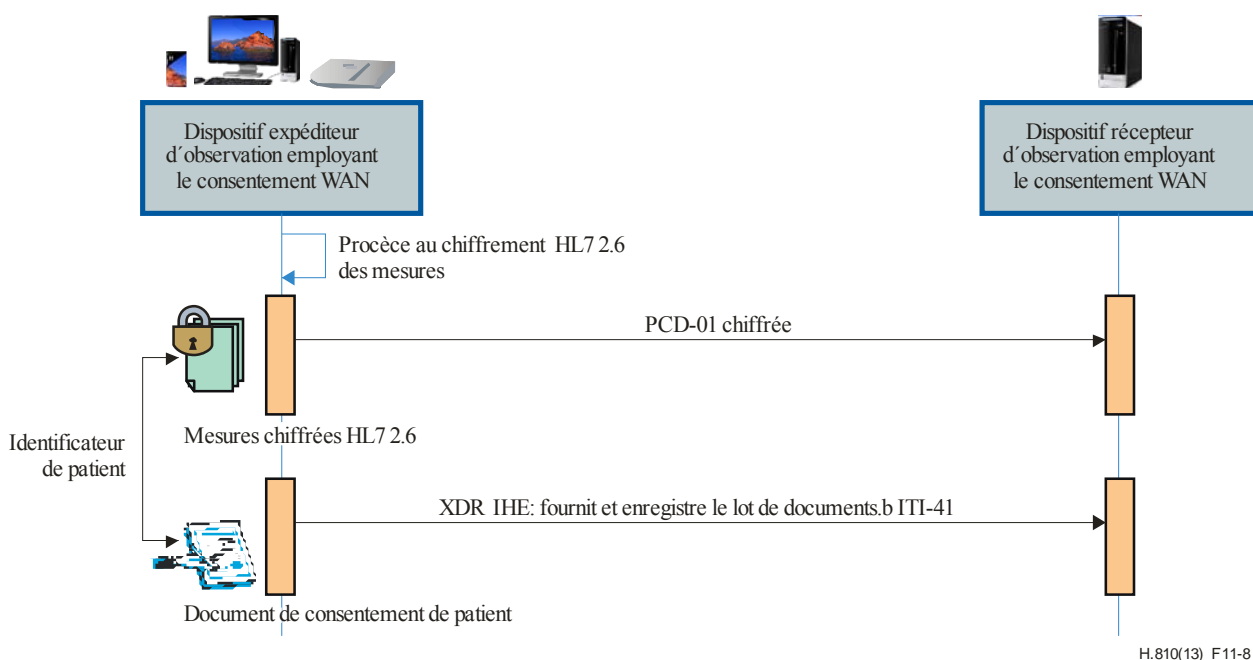 Dispositif expéditeur
d´observation employant
le consentement WAN
Dispositif récepteur
d´observation employant
le consentement WAN
Procèce au chiffrement HL7 2.6
des mesures
PCD-01 chiffrée
Mesures chiffrées HL7 2.6
Identificateur
de patient
XDR IHE: fournit et enregistre le lot de documents.b ITI-41
Document de consentement de patient
H.810(13)_F11-8